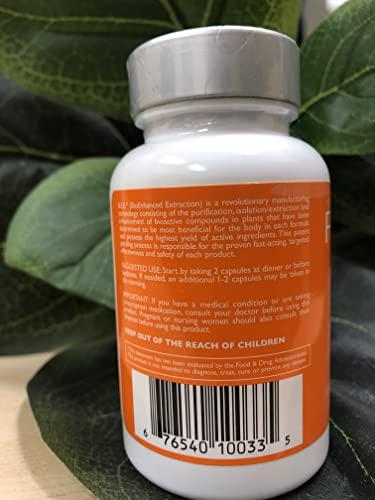 B.E.E.® (BioEnhanced Extraction) is a revolutionary manufacturing
technology consisting of the purification, isolation/extraction and
enhancement of bioactive compounds in plants that have been
determined to be most beneficial for the body in each formula
and possess the highest yield of active ingredients. This patent
pending process is responsible for the proven fast-acting, targeted
effectiveness and safety of each product.
SUGGESTED USE: Start by taking 2 capsules at dinner or before
bedtime. If needed, an additional 1-2 capsules may be taken in
the morning.
IMPORTANT: If you have a medical condition or are taking
prescription medication, consult your doctor before using this
product. Pregnant or nursing women should also consult their
physician before using this product.
KEEP OUT OF THE REACH OF CHILDREN
This statement has not been evaluated by the Food & Drug Administration.
This product is not intended to diagnose, treat, cure or prevent any
6 76540 10033 5